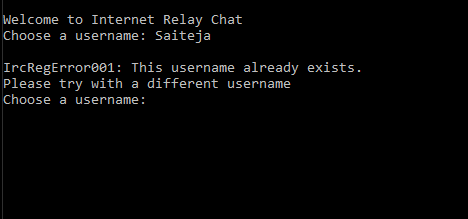 Welcome to Internet Relay Chat
Choose a username: Saiteja
IrcRegError001: This username already exists.
Please try with a different username
Choose a username: